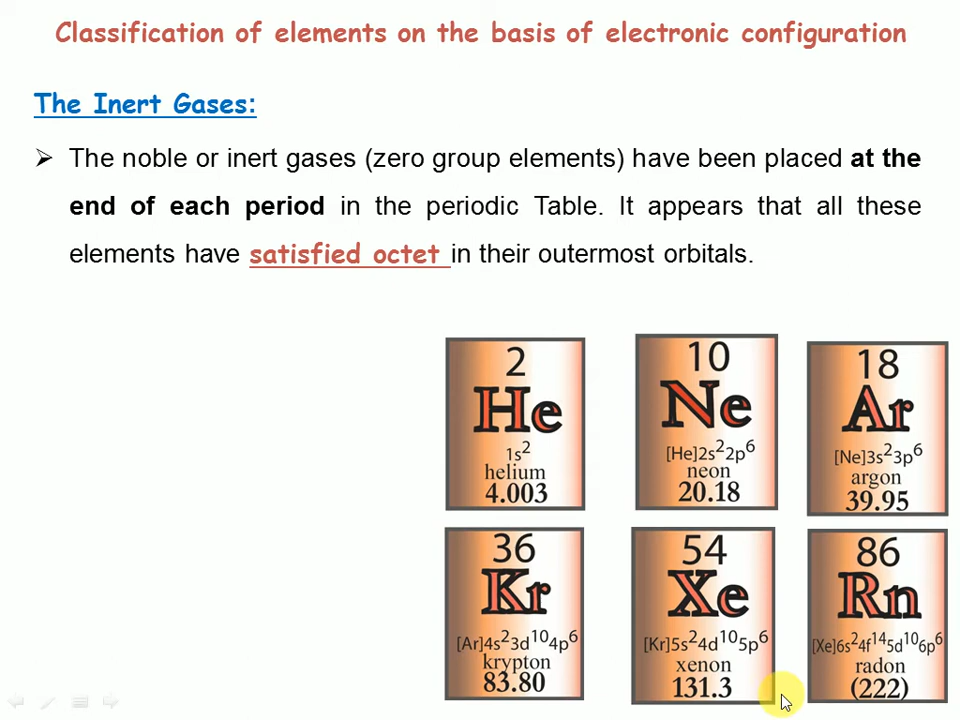 Classification of elements on the basis of electronic configuration
The Inert Gases:
➢ The noble or inert gases (zero group elements) have been placed at the
end of each period in the periodic Table. It appears that all these
elements have satisfied octet in their outermost orbitals.
2
He
1s²
helium
4.003
10
Ne
[He]2s²2p⁶
neon
20.18
18
Ar
[Ne]3s²3p⁶
argon
39.95
36
Kr
[Ar]4s²3d¹⁰4p⁶
krypton
83.80
54
Xe
[Kr]5s²4d¹⁰5p⁶
xenon
131.3
86
Rn
[Xe]6s²4f¹⁴5d¹⁰6p⁶
radon
(222)